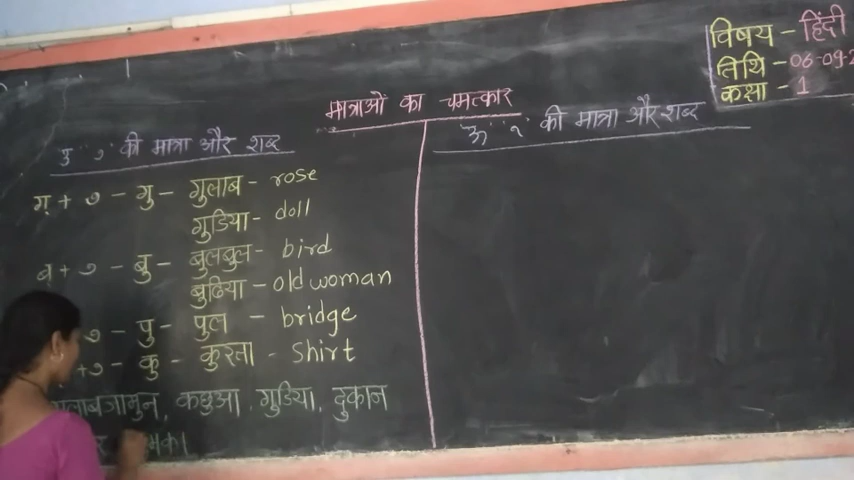 विषय - हिंदी
तिथि - 06-09-2
कक्षा - 1
मात्राओं का चमत्कार
ु की मात्रा और शब्द
ग् + ु - गु - गुलाब - rose
गुडिया - doll
ब् + ु - बु - बुलबुल - bird
बुढिया - old woman
ु - पु - पुल - bridge
+ ु - कु - कुरता - Shirt
गुलाबजामुन, कछुआ, गुडिया, दुकान
ऊ " ू " की मात्रा और शब्द